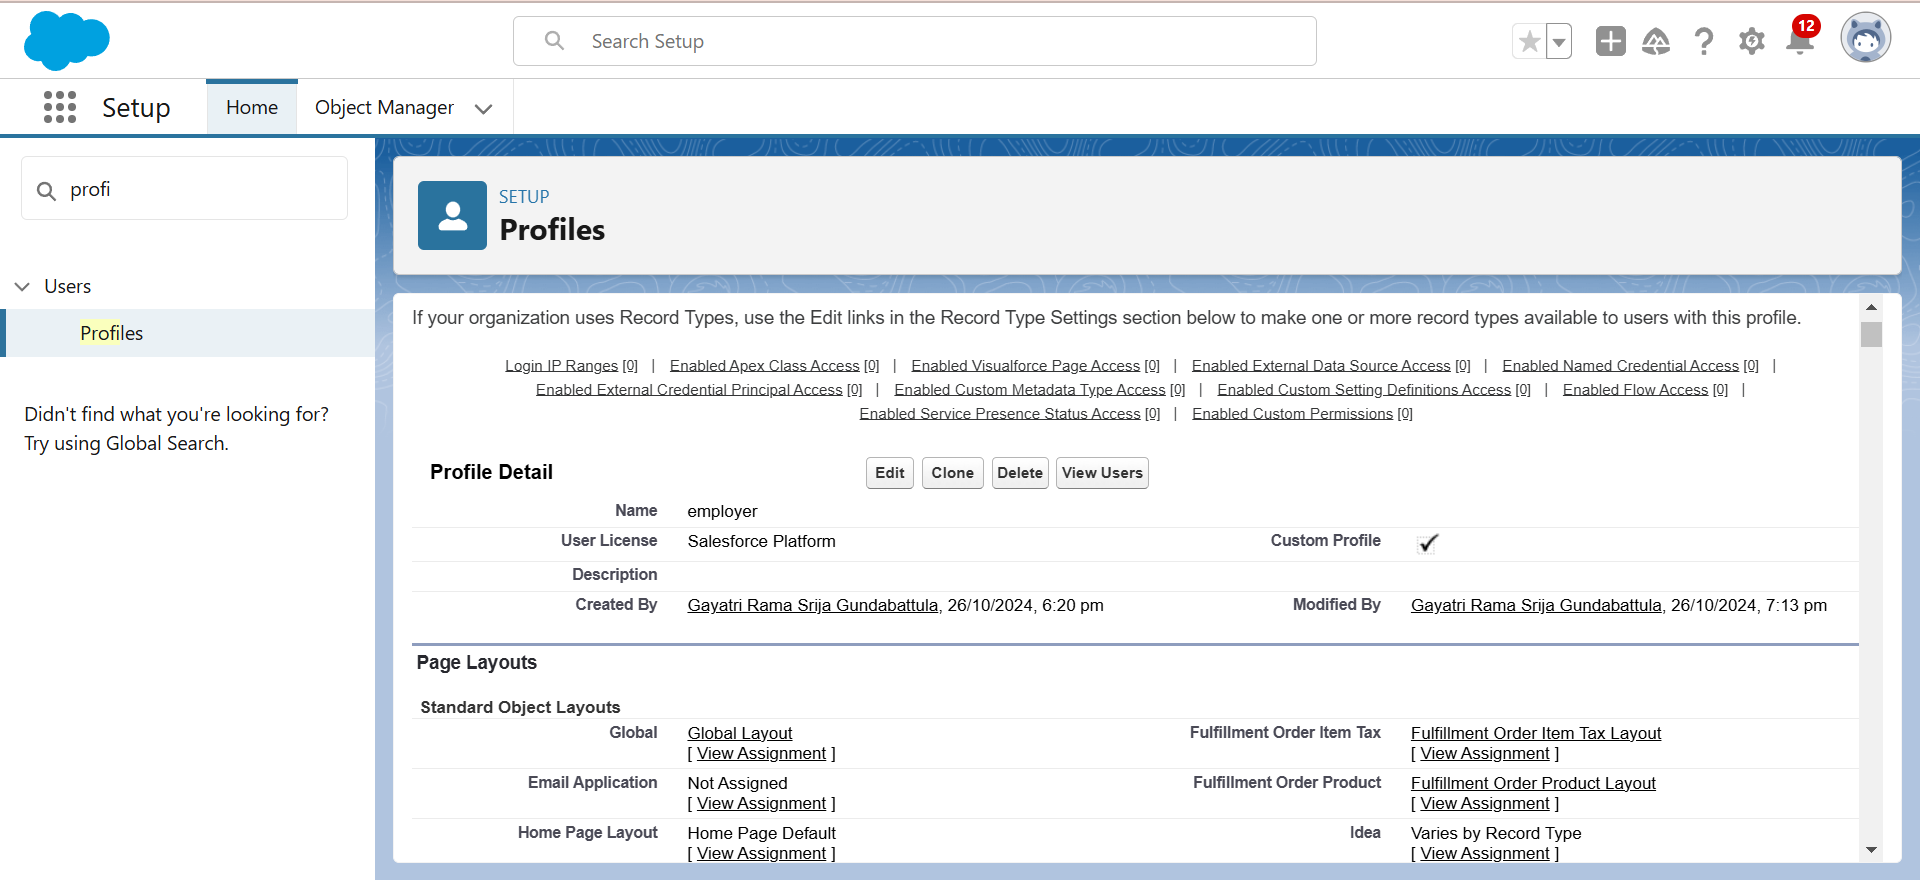 Search Setup
12
Setup
Home
Object Manager
profi
Users
Profiles
Didn't find what you're looking for?
Try using Global Search.
SETUP
Profiles
If your organization uses Record Types, use the Edit links in the Record Type Settings section below to make one or more record types available to users with this profile.
Login IP Ranges [0] | Enabled Apex Class Access [0] | Enabled Visualforce Page Access [0] | Enabled External Data Source Access [0] | Enabled Named Credential Access [0] |
Enabled External Credential Principal Access [0] | Enabled Custom Metadata Type Access [0] | Enabled Custom Setting Definitions Access [0] | Enabled Flow Access [0] |
Enabled Service Presence Status Access [0] | Enabled Custom Permissions [0]
Profile Detail Edit Clone Delete View Users
Name employer
User License Salesforce Platform Custom Profile
Description
Created By Gayatri Rama Srija Gundabattula, 26/10/2024, 6:20 pm Modified By Gayatri Rama Srija Gundabattula, 26/10/2024, 7:13 pm
Page Layouts
Standard Object Layouts
Global Global Layout Fulfillment Order Item Tax Fulfillment Order Item Tax Layout
[ View Assignment ] [ View Assignment ]
Email Application Not Assigned Fulfillment Order Product Fulfillment Order Product Layout
[ View Assignment ] [ View Assignment ]
Home Page Layout Home Page Default Idea Varies by Record Type
[ View Assignment ] [ View Assignment ]